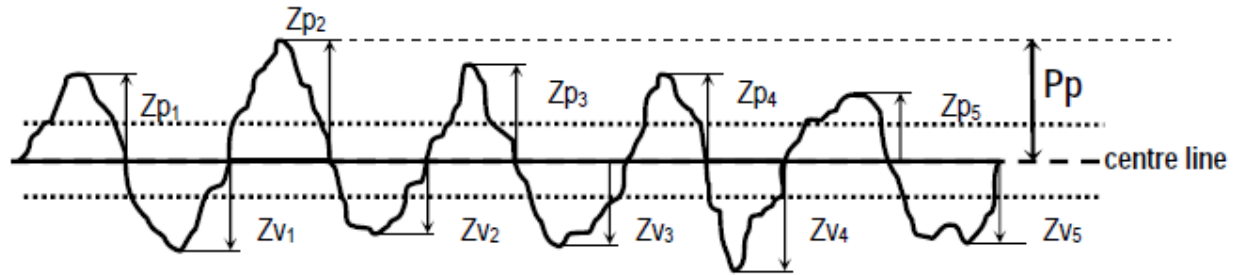 Zp₂
Zp₁
Zp₃
Zp₄
Zp₅
Pp
centre line
Zv₁
Zv₂
Zv₃
Zv₄
Zv₅